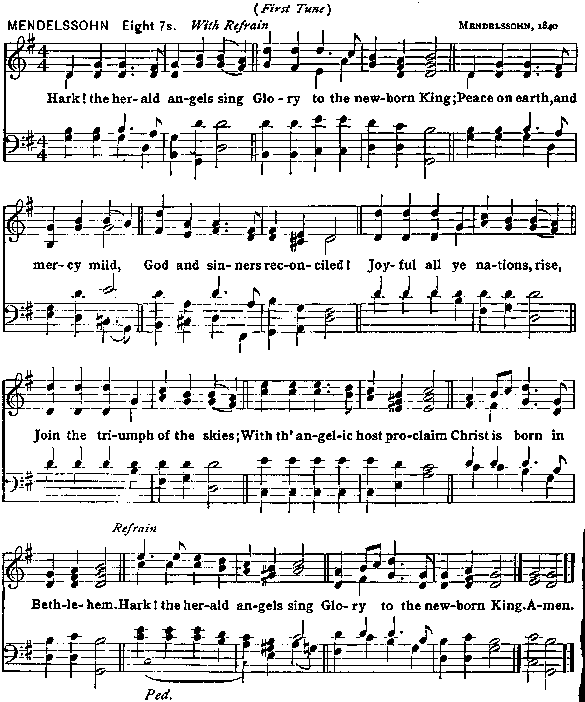 (First Tune)
MENDELSSOHN Eight 7s. With Refrain MENDELSSOHN, 1840
Hark! the her-ald an-gels sing Glo-ry to the new-born King; Peace on earth, and
mer-cy mild, God and sin-ners rec-on-ciled! Joy-ful all ye na-tions, rise,
Join the tri-umph of the skies; With th' an-gel-ic host pro-claim Christ is born in
Refrain
Beth-le-hem. Hark! the her-ald an-gels sing Glo-ry to the new-born King. A-men.
Ped.